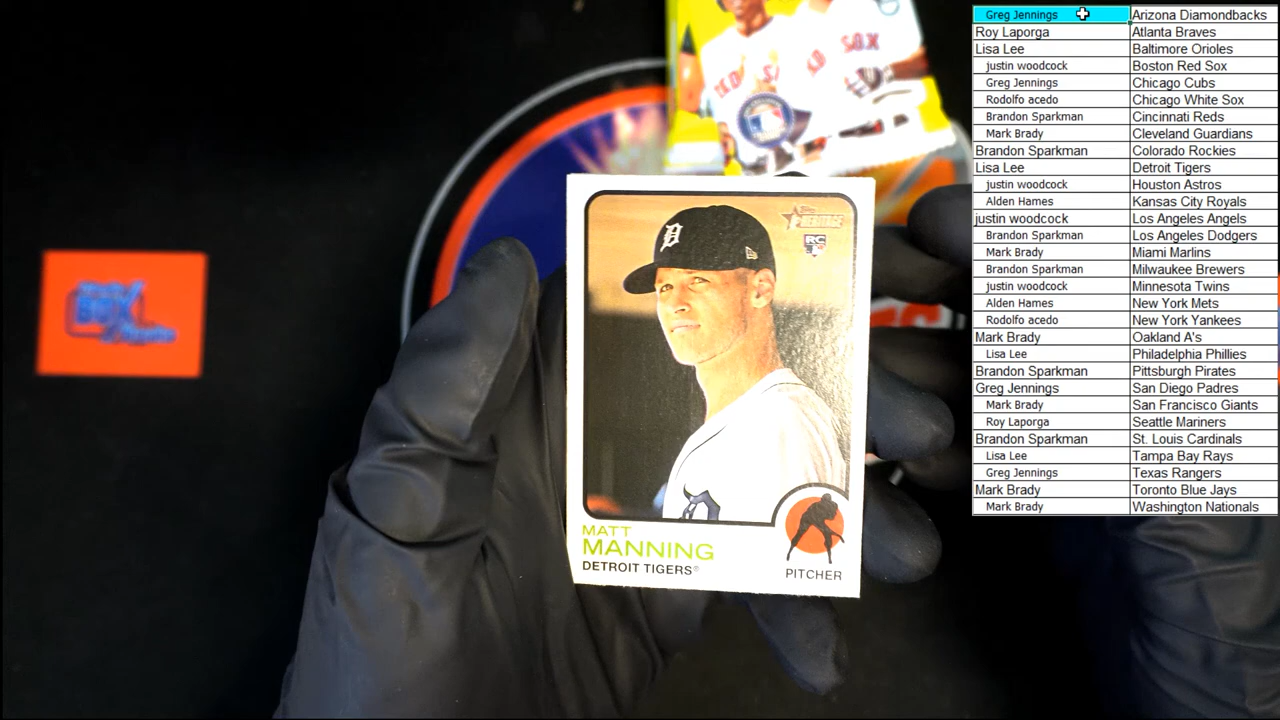 Greg Jennings Arizona Diamondbacks
Roy Laporga Atlanta Braves
Lisa Lee Baltimore Orioles
justin woodcock Boston Red Sox
Greg Jennings Chicago Cubs
Rodolfo acedo Chicago White Sox
Brandon Sparkman Cincinnati Reds
Mark Brady Cleveland Guardians
Brandon Sparkman Colorado Rockies
Lisa Lee Detroit Tigers
justin woodcock Houston Astros
Alden Hames Kansas City Royals
justin woodcock Los Angeles Angels
Brandon Sparkman Los Angeles Dodgers
Mark Brady Miami Marlins
Brandon Sparkman Milwaukee Brewers
justin woodcock Minnesota Twins
Alden Hames New York Mets
Rodolfo acedo New York Yankees
Mark Brady Oakland A's
Lisa Lee Philadelphia Phillies
Brandon Sparkman Pittsburgh Pirates
Greg Jennings San Diego Padres
Mark Brady San Francisco Giants
Roy Laporga Seattle Mariners
Brandon Sparkman St. Louis Cardinals
Lisa Lee Tampa Bay Rays
Greg Jennings Texas Rangers
Mark Brady Toronto Blue Jays
Mark Brady Washington Nationals
SOX
HERITAGE
RC
BOX
MATT
MANNING
DETROIT TIGERS®
PITCHER